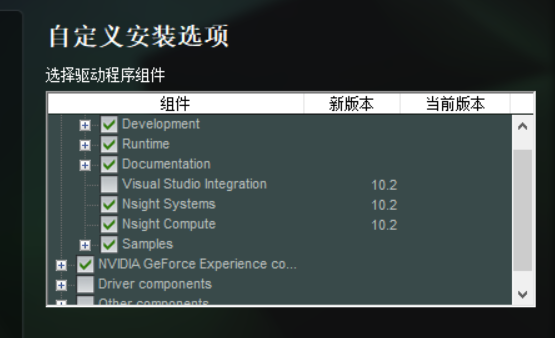 自定义安装选项
选择驱动程序组件
组件 新版本 当前版本
Development
Runtime
Documentation
Visual Studio Integration 10.2
Nsight Systems 10.2
Nsight Compute 10.2
Samples
NVIDIA GeForce Experience co...
Driver components
Other components